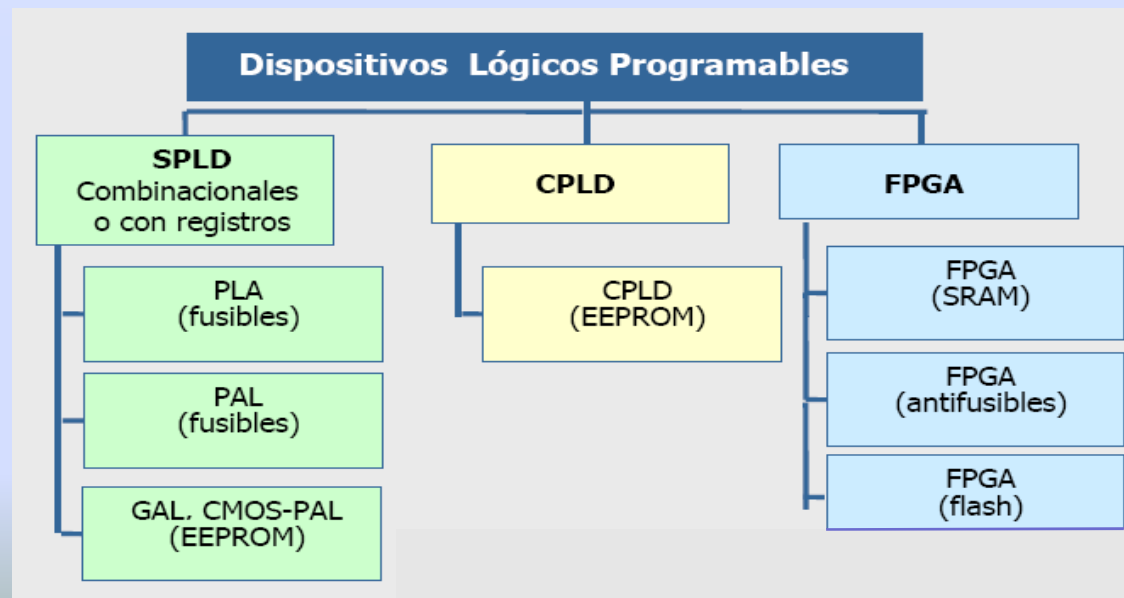 Dispositivos Lógicos Programables
SPLD
Combinacionales
o con registros
PLA
(fusibles)
PAL
(fusibles)
GAL, CMOS-PAL
(EEPROM)
CPLD
CPLD
(EEPROM)
FPGA
FPGA
(SRAM)
FPGA
(antifusibles)
FPGA
(flash)